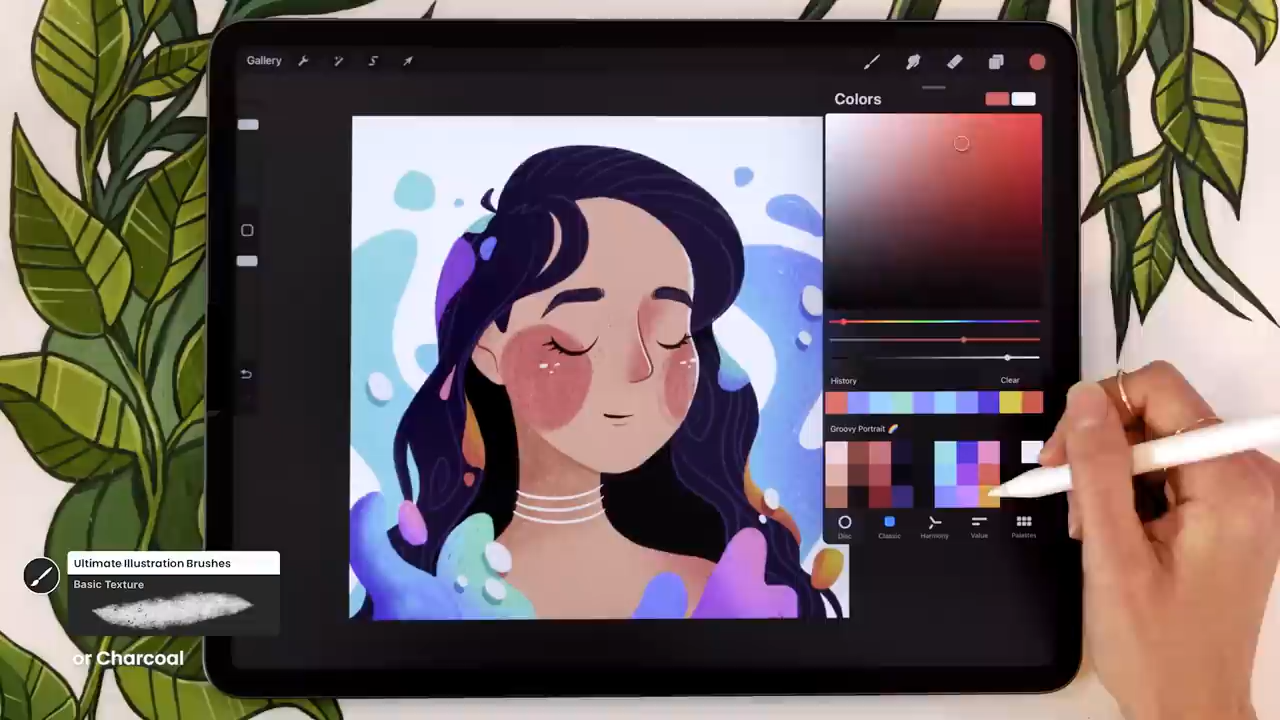 Gallery
Colors
History
Clear
Groovy Portrait
Disc
Classic
Harmony
Value
Palettes
Ultimate Illustration Brushes
Basic Texture
or Charcoal